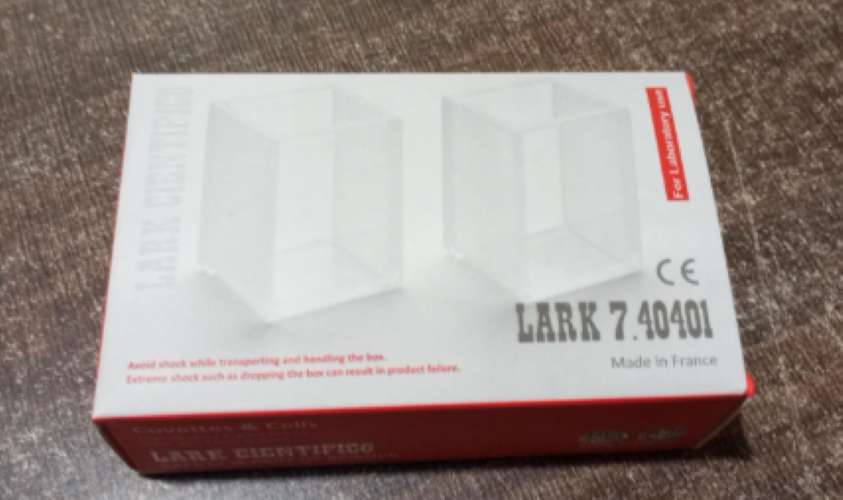 LARK CIENTIFICO
For Laboratory use
CE
LARK 7.40401
Made in France
Avoid shock while transporting and handling the box.
Extreme shock such as dropping the box can result in product failure.
Cuvettes & Cells
LARK CIENTIFICO